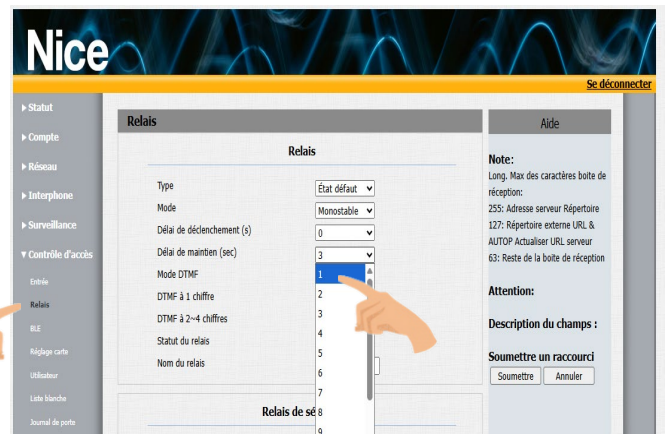 Nice
Se déconnecter
Statut
Compte
Réseau
Interphone
Surveillance
Contrôle d'accès
Entrée
Relais
BLE
Réglage carte
Utilisateur
Liste blanche
Journal de porte
Relais
Relais
Type
État défaut
Mode
Monostable
Délai de déclenchement (s)
0
Délai de maintien (sec)
3
Mode DTMF
1
DTMF à 1 chiffre
2
DTMF à 2~4 chiffres
3
Statut du relais
4
Nom du relais
5
6
7
Relais de sé
8
9
Aide
Note:
Long. Max des caractères boite de
réception:
255: Adresse serveur Répertoire
127: Répertoire externe URL &
AUTOP Actualiser URL serveur
63: Reste de la boite de réception
Attention:
Description du champs :
Soumettre un raccourci
Soumettre
Annuler